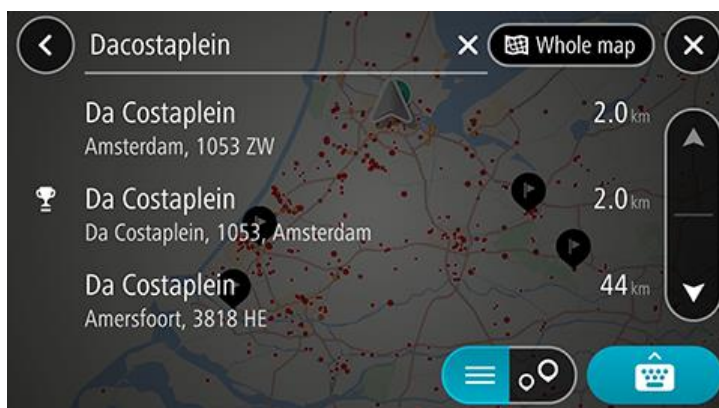 Dacostaplein
Whole map
Da Costaplein 2.0 km
Amsterdam, 1053 ZW
Da Costaplein 2.0 km
Da Costaplein, 1053, Amsterdam
Da Costaplein 44 km
Amersfoort, 3818 HE